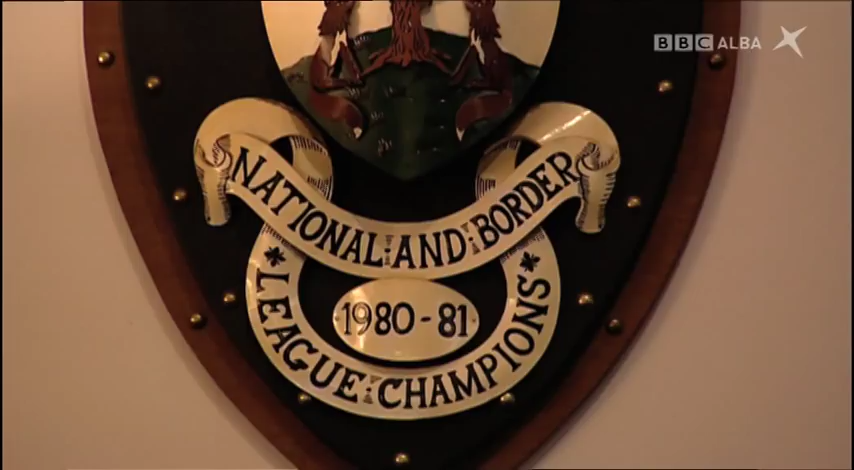 BBC ALBA
NATIONAL AND BORDER
1980-81
LEAGUE CHAMPIONS